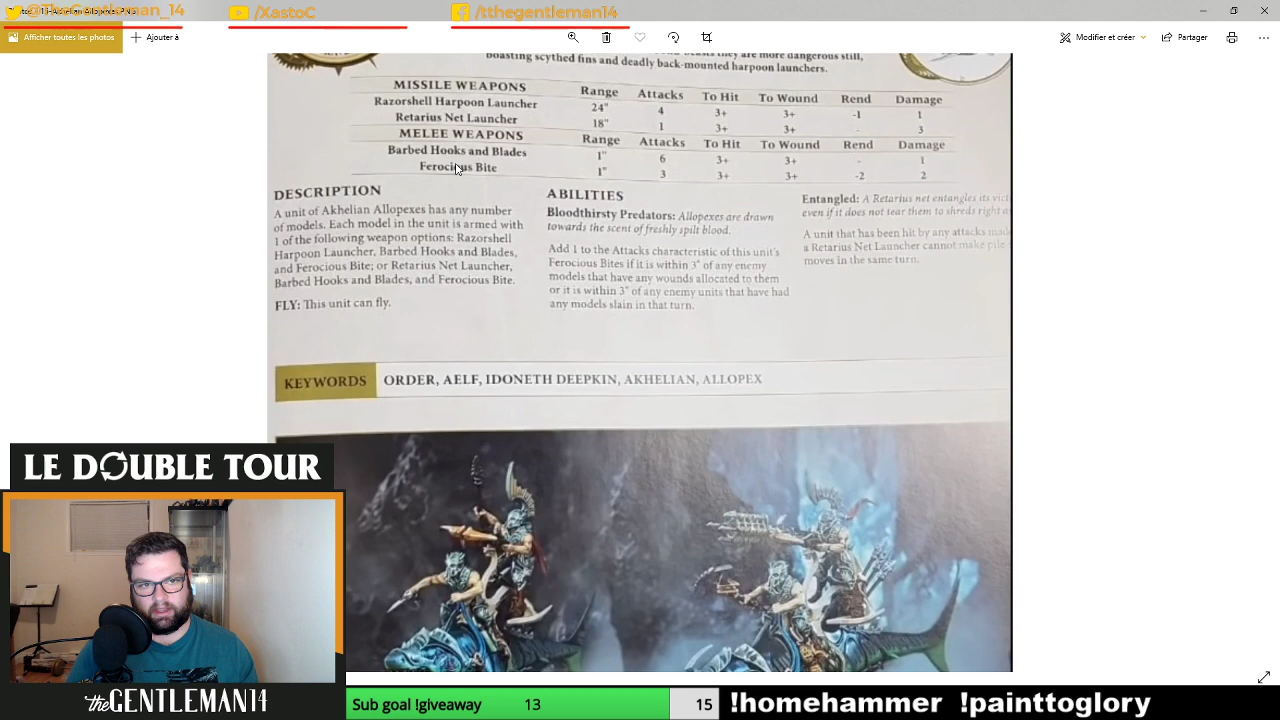 @TheGentleman_14 /XastoC /tthegentleman14
Afficher toutes les photos Ajouter à Modifier et créer Partager
boasting scythed fins and deadly back-mounted harpoon launchers.
MISSILE WEAPONS Range Attacks To Hit To Wound Rend Damage
Razorshell Harpoon Launcher 24" 4 3+ 3+ -1 1
Retarius Net Launcher 18" 1 3+ 3+ - 3
MELEE WEAPONS Range Attacks To Hit To Wound Rend Damage
Barbed Hooks and Blades 1" 6 3+ 3+ - 1
Ferocious Bite 1" 3 3+ 3+ -2 2
DESCRIPTION
A unit of Akhelian Allopexes has any number
of models. Each model in the unit is armed with
1 of the following weapon options: Razorshell
Harpoon Launcher, Barbed Hooks and Blades,
and Ferocious Bite; or Retarius Net Launcher,
Barbed Hooks and Blades, and Ferocious Bite.
FLY: This unit can fly.
ABILITIES
Bloodthirsty Predators: Allopexes are drawn
towards the scent of freshly spilt blood.
Add 1 to the Attacks characteristic of this unit's
Ferocious Bites if it is within 3" of any enemy
models that have any wounds allocated to them
or it is within 3" of any enemy units that have had
any models slain in that turn.
Entangled: A Retarius net entangles its
even if it does not tear them to shreds right
A unit that has been hit by any attacks
a Retarius Net Launcher cannot make pile
moves in the same turn.
KEYWORDS ORDER, AELF, IDONETH DEEPKIN, AKHELIAN, ALLOPEX
LE DOUBLE TOUR
theGENTLEMAN14
Sub goal !giveaway 13 15 !homehammer !painttoglory